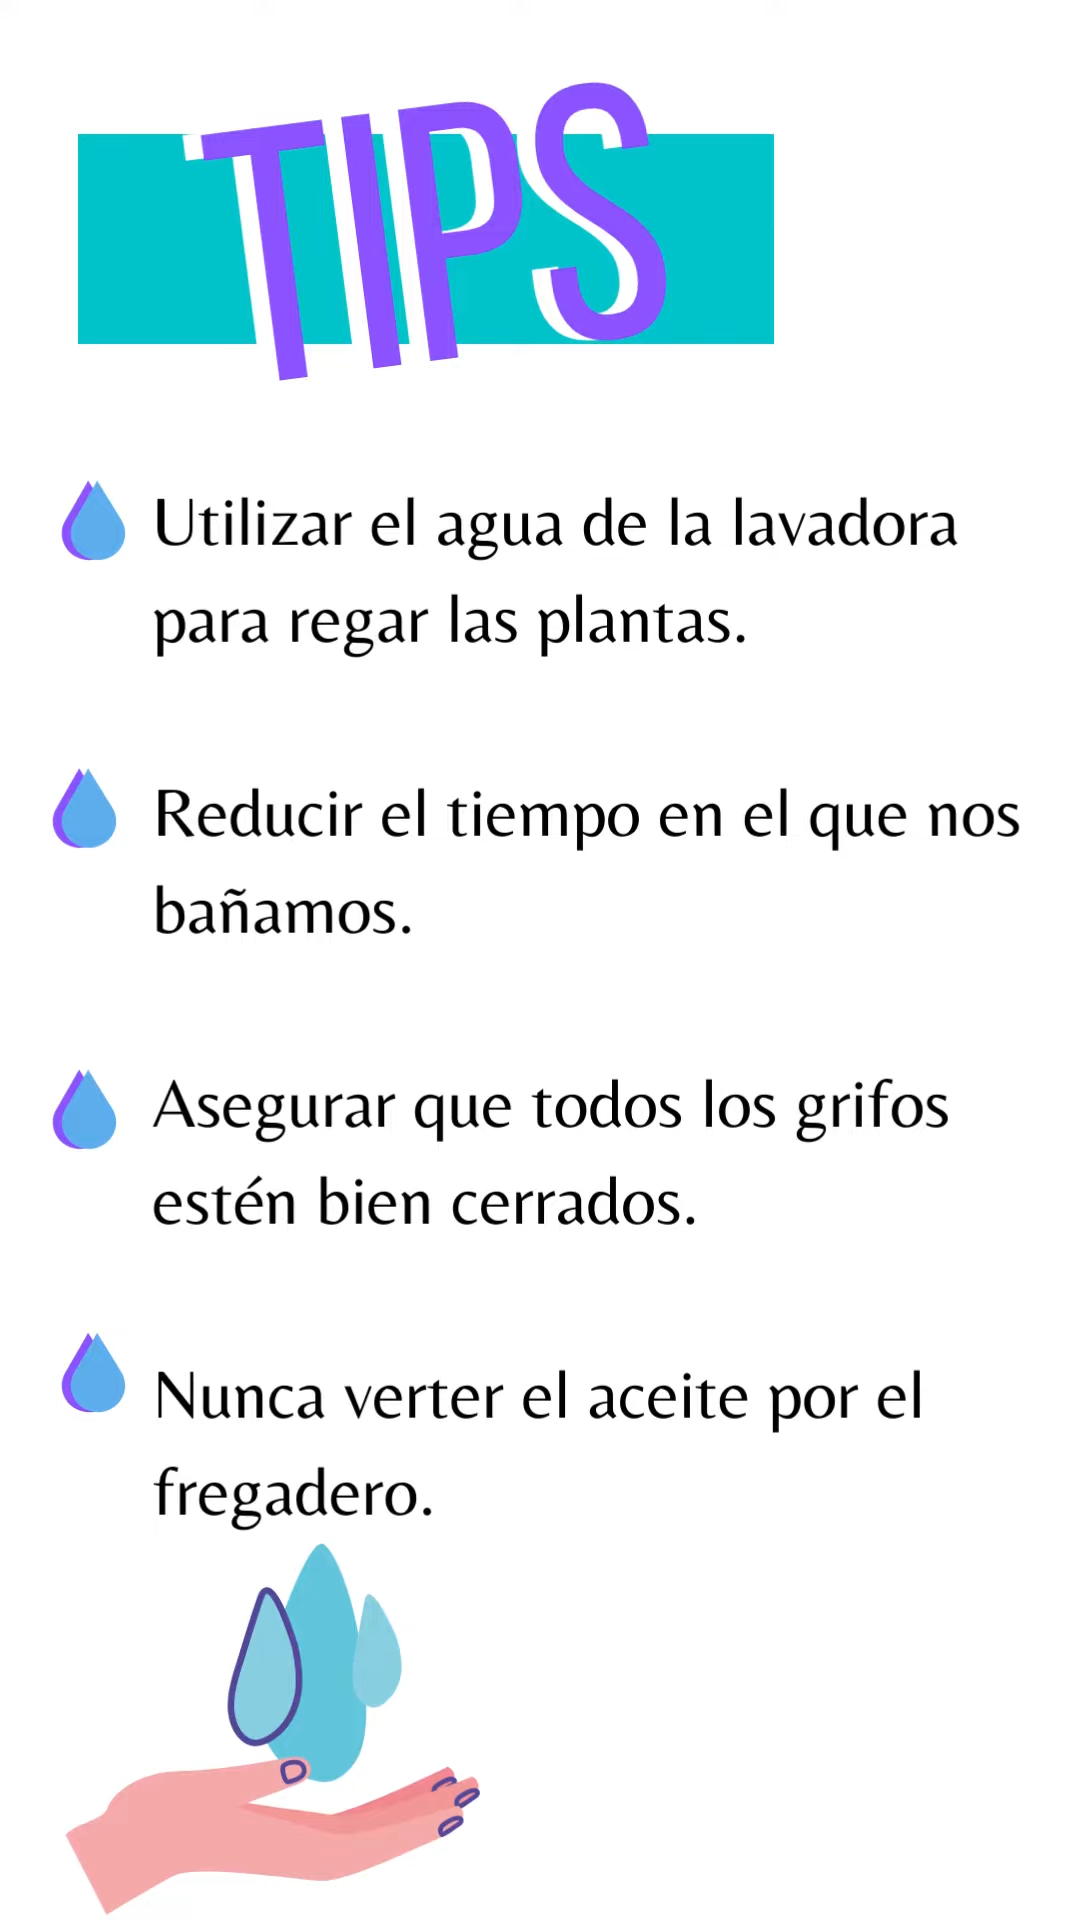 TIPS
Utilizar el agua de la lavadora
para regar las plantas.
Reducir el tiempo en el que nos
bañamos.
Asegurar que todos los grifos
estén bien cerrados.
Nunca verter el aceite por el
fregadero.